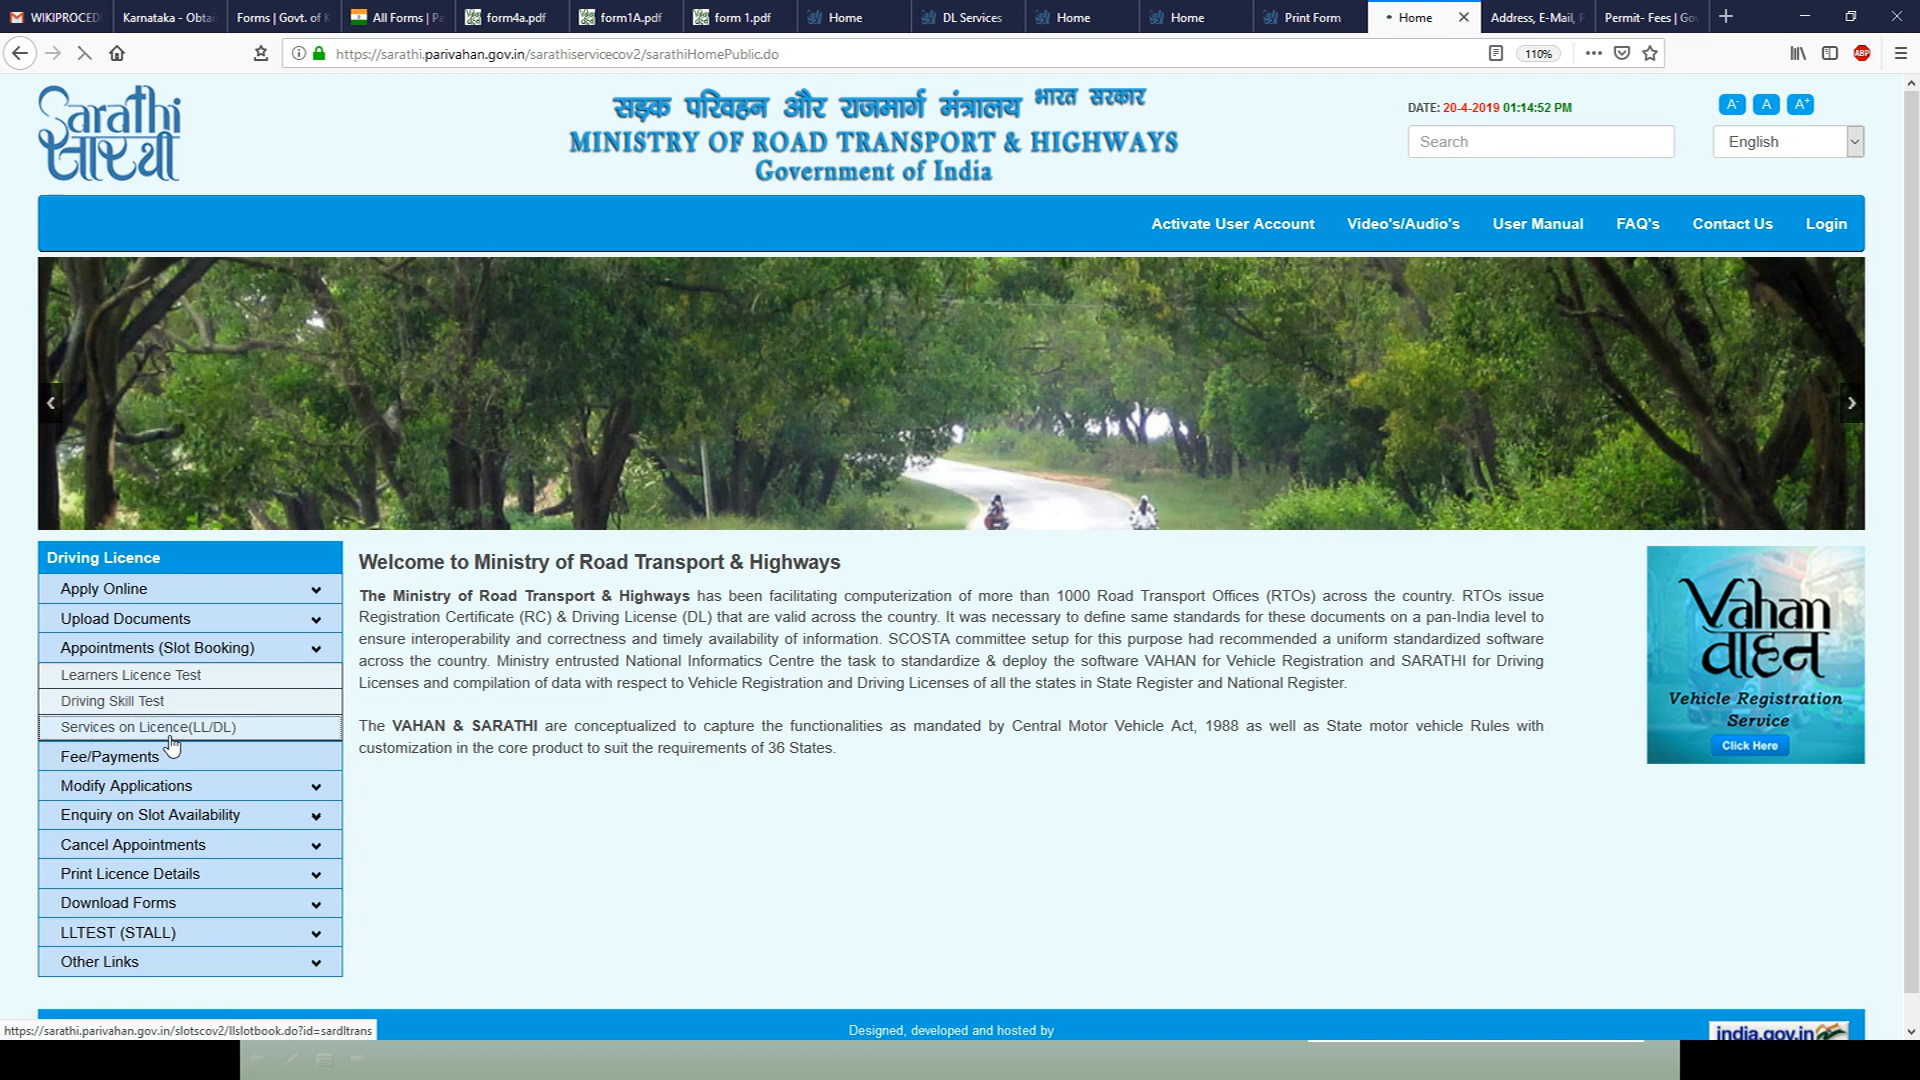 WIKIPROCED
Karnataka - Obtai
Forms | Govt. of K
All Forms | Pa
form4a.pdf
form1A.pdf
form 1.pdf
Home
DL Services
Home
Home
Print Form
Home
Address, E-Mail, P
Permit- Fees | Gov
https://sarathi.parivahan.gov.in/sarathiservicecov2/sarathiHomePublic.do
110%
ABP
Sarathi
सारथी
सड़क परिवहन और राजमार्ग मंत्रालय भारत सरकार
MINISTRY OF ROAD TRANSPORT & HIGHWAYS
Government of India
DATE: 20-4-2019 01:14:52 PM
A-
A
A+
Search
English
Activate User Account
Video's/Audio's
User Manual
FAQ's
Contact Us
Login
Driving Licence
Apply Online
Upload Documents
Appointments (Slot Booking)
Learners Licence Test
Driving Skill Test
Services on Licence(LL/DL)
Fee/Payments
Modify Applications
Enquiry on Slot Availability
Cancel Appointments
Print Licence Details
Download Forms
LLTEST (STALL)
Other Links
Welcome to Ministry of Road Transport & Highways
The Ministry of Road Transport & Highways has been facilitating computerization of more than 1000 Road Transport Offices (RTOs) across the country. RTOs issue
Registration Certificate (RC) & Driving License (DL) that are valid across the country. It was necessary to define same standards for these documents on a pan-India level to
ensure interoperability and correctness and timely availability of information. SCOSTA committee setup for this purpose had recommended a uniform standardized software
across the country. Ministry entrusted National Informatics Centre the task to standardize & deploy the software VAHAN for Vehicle Registration and SARATHI for Driving
Licenses and compilation of data with respect to Vehicle Registration and Driving Licenses of all the states in State Register and National Register.
The VAHAN & SARATHI are conceptualized to capture the functionalities as mandated by Central Motor Vehicle Act, 1988 as well as State motor vehicle Rules with
customization in the core product to suit the requirements of 36 States.
Vahan
वाहन
Vehicle Registration
Service
Click Here
https://sarathi.parivahan.gov.in/slotscov2/llslotbook.do?id=sardltrans
Designed, developed and hosted by
india.gov.in